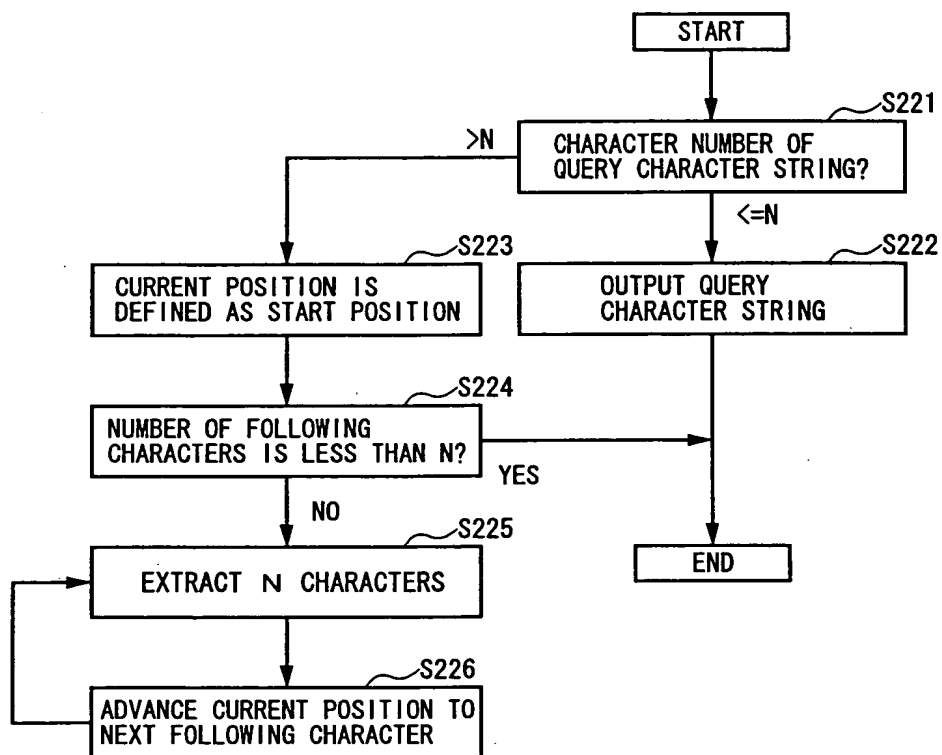 START
S221
CHARACTER NUMBER OF
QUERY CHARACTER STRING?
>N
<=N
S223
CURRENT POSITION IS
DEFINED AS START POSITION
S222
OUTPUT QUERY
CHARACTER STRING
S224
NUMBER OF FOLLOWING
CHARACTERS IS LESS THAN N?
YES
NO
S225
EXTRACT N CHARACTERS
END
S226
ADVANCE CURRENT POSITION TO
NEXT FOLLOWING CHARACTER